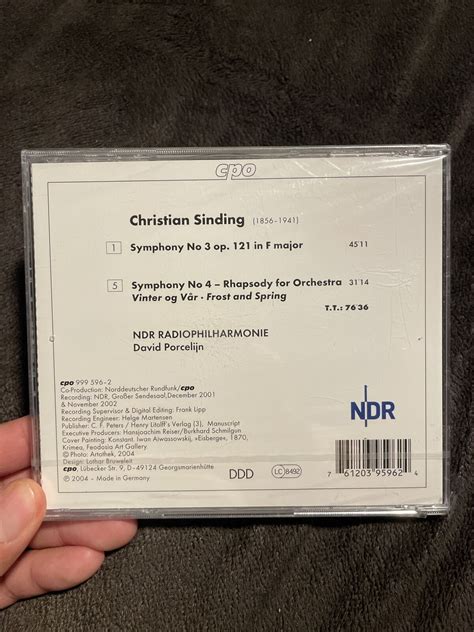 cpo
Christian Sinding (1856-1941)
1 Symphony No 3 op. 121 in F major 45'11
5 Symphony No 4 – Rhapsody for Orchestra 31'14
Vinter og Vår · Frost and Spring
T.T.: 76'36
NDR RADIOPHILHARMONIE
David Porcelijn
cpo 999 596-2
Co-Production: Norddeutscher Rundfunk/cpo
Recording: NDR, Großer Sendesaal, December 2001
& November 2002
Recording Supervisor & Digital Editing: Frank Lipp
Recording Engineer: Helge Martensen
Publisher: C. F. Peters / Henry Litolff's Verlag (3), Manuscript
Executive Producers: Hansjoachim Reiser/Burkhard Schmilgun
Cover Painting: Konstant. Iwan Aiwassowskij, »Eisberge«, 1870,
Krimea, Feodosia Art Gallery
© Photo: Artothek, 2004
Design: Lothar Bruweleit
cpo, Lübecker Str. 9, D-49124 Georgsmarienhütte
℗ 2004 – Made in Germany
DDD
LC 8492
NDR
7 61203 95962 4